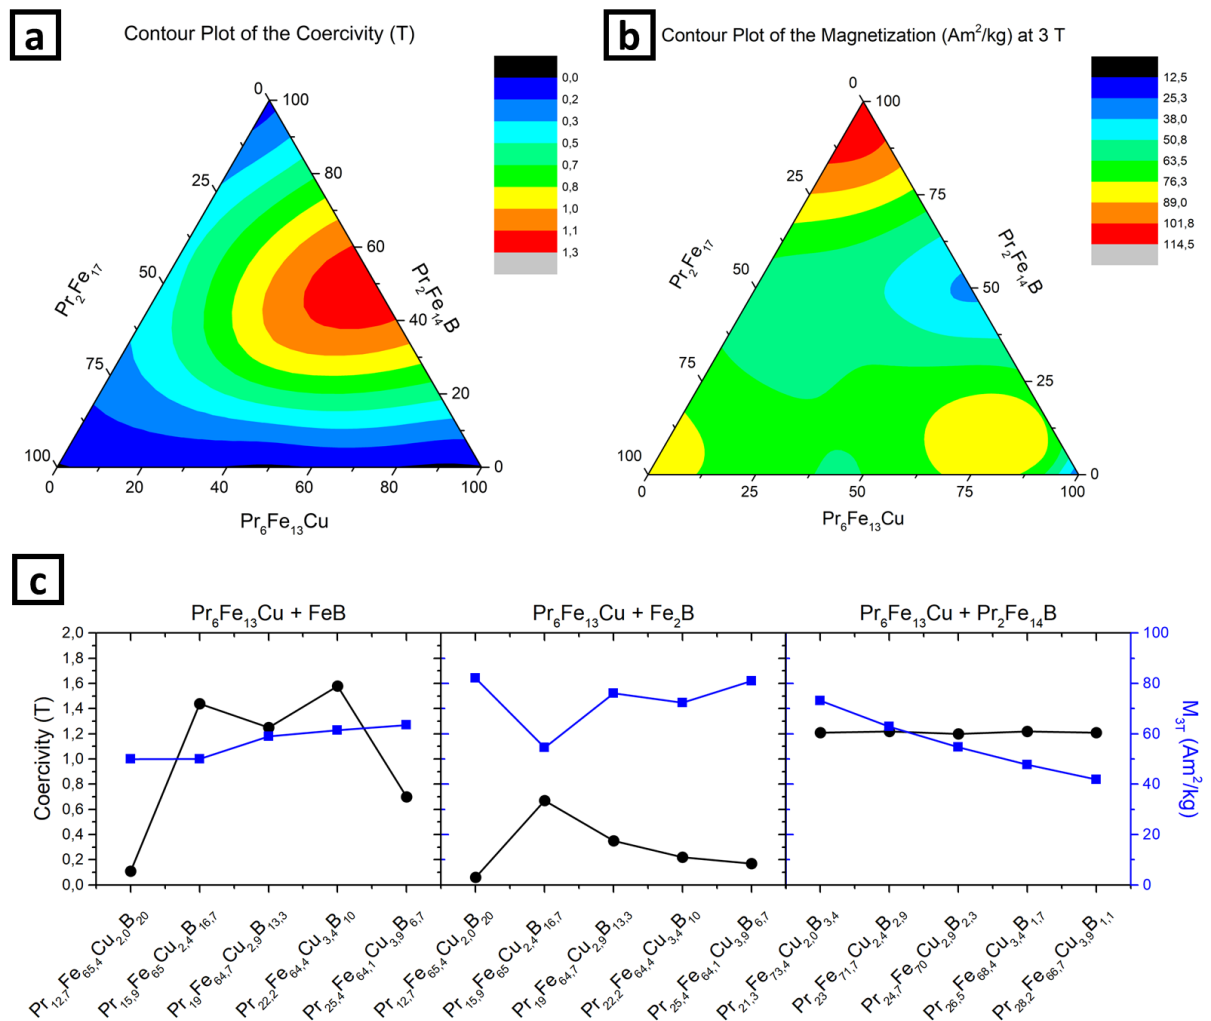 a
Contour Plot of the Coercivity (T)
0
100
25
80
50
60
75
40
100
20
0
0
20
40
60
80
100
Pr2Fe17
Pr2Fe14B
Pr6Fe13Cu
0,0
0,2
0,3
0,5
0,7
0,8
1,0
1,1
1,3
b
Contour Plot of the Magnetization (Am²/kg) at 3 T
0
100
25
75
50
50
75
25
100
0
0
25
50
75
100
Pr2Fe17
Pr2Fe14B
Pr6Fe13Cu
12,5
25,3
38,0
50,8
63,5
76,3
89,0
101,8
114,5
c
Pr6Fe13Cu + FeB
Pr6Fe13Cu + Fe2B
Pr6Fe13Cu + Pr2Fe14B
Coercivity (T)
2,0
1,8
1,6
1,4
1,2
1,0
0,8
0,6
0,4
0,2
0,0
100
80
60
40
20
0
M3T (Am²/kg)
Pr12,7Fe65,4Cu2,0B20
Pr15,9Fe65Cu2,4B16,7
Pr19Fe64,7Cu2,9B13,3
Pr22,2Fe64,4Cu3,4B10
Pr25,4Fe64,1Cu3,9B6,7
Pr12,7Fe65,4Cu2,0B20
Pr15,9Fe65Cu2,4B16,7
Pr19Fe64,7Cu2,9B13,3
Pr22,2Fe64,4Cu3,4B10
Pr25,4Fe64,1Cu3,9B6,7
Pr21,3Fe73,4Cu2,0B3,4
Pr23Fe71,7Cu2,4B2,9
Pr24,7Fe70Cu2,9B2,3
Pr26,5Fe68,4Cu3,4B1,7
Pr28,2Fe66,7Cu3,9B1,1